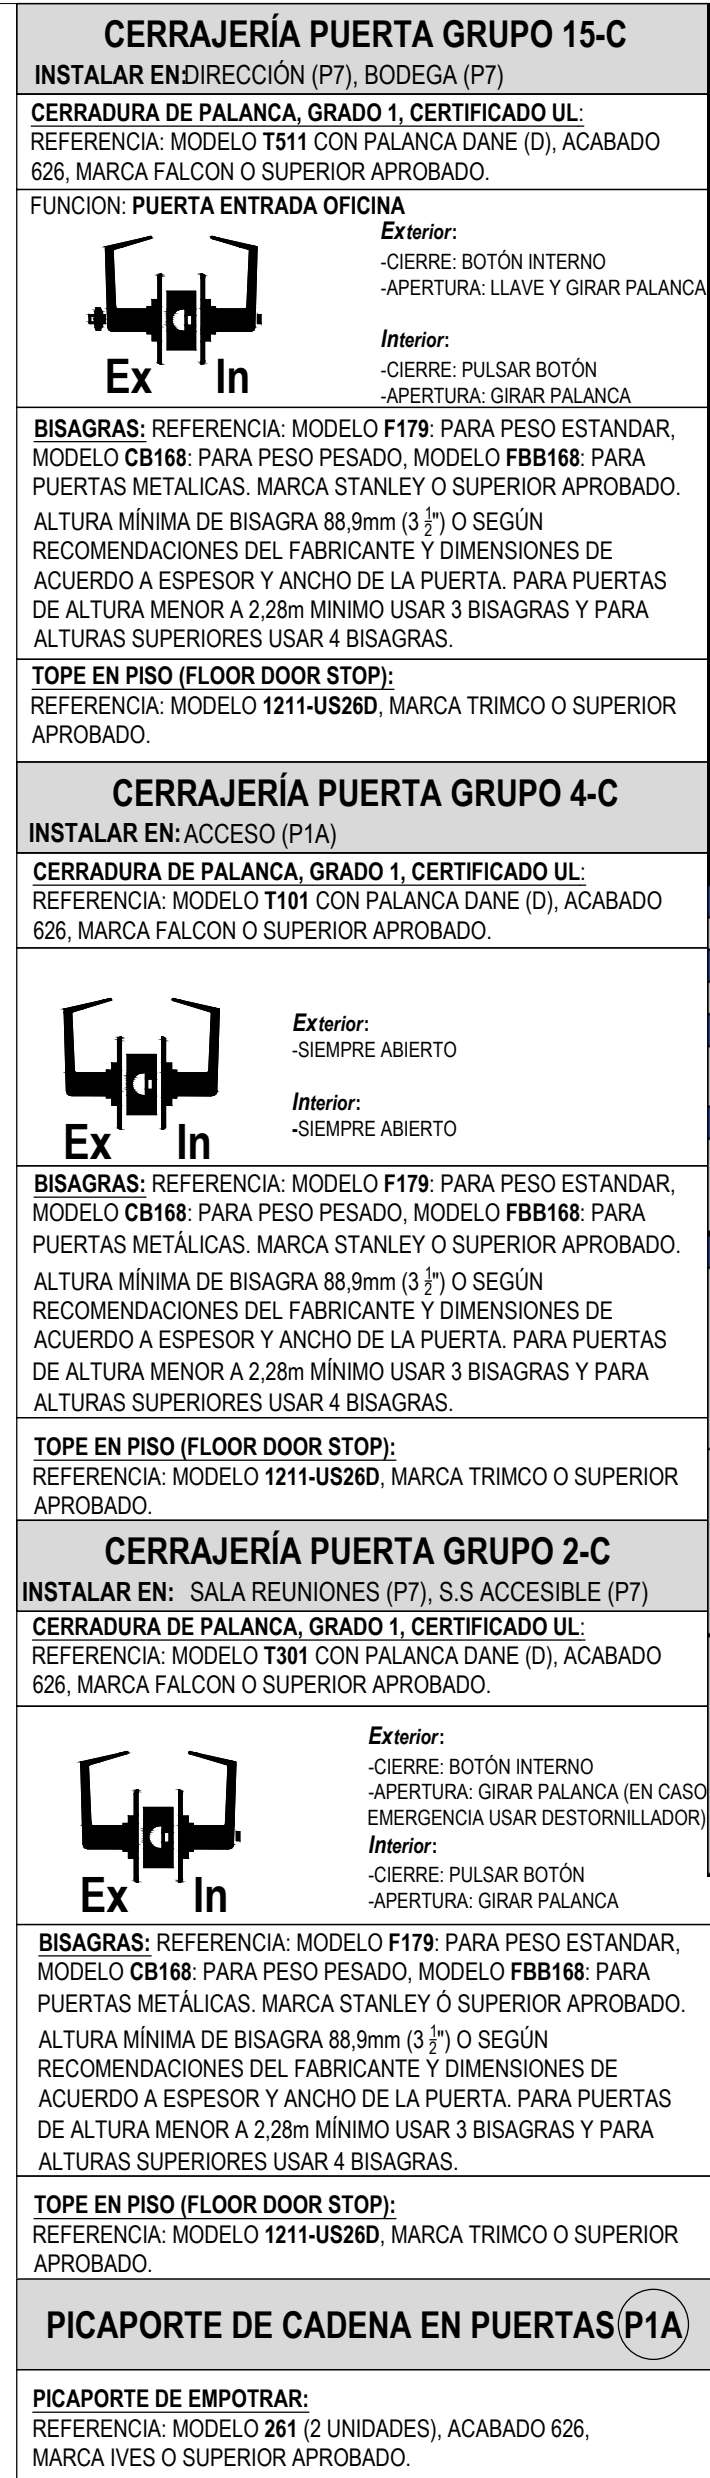 CERRAJERÍA PUERTA GRUPO 15-C
INSTALAR EN: DIRECCIÓN (P7), BODEGA (P7)
CERRADURA DE PALANCA, GRADO 1, CERTIFICADO UL:
REFERENCIA: MODELO T511 CON PALANCA DANE (D), ACABADO
626, MARCA FALCON O SUPERIOR APROBADO.
FUNCION: PUERTA ENTRADA OFICINA
Exterior:
-CIERRE: BOTÓN INTERNO
-APERTURA: LLAVE Y GIRAR PALANCA
Interior:
-CIERRE: PULSAR BOTÓN
-APERTURA: GIRAR PALANCA
Ex In
BISAGRAS: REFERENCIA: MODELO F179: PARA PESO ESTANDAR,
MODELO CB168: PARA PESO PESADO, MODELO FBB168: PARA
PUERTAS METALICAS. MARCA STANLEY O SUPERIOR APROBADO.
ALTURA MÍNIMA DE BISAGRA 88,9mm (3 1/2") O SEGÚN
RECOMENDACIONES DEL FABRICANTE Y DIMENSIONES DE
ACUERDO A ESPESOR Y ANCHO DE LA PUERTA. PARA PUERTAS
DE ALTURA MENOR A 2,28m MINIMO USAR 3 BISAGRAS Y PARA
ALTURAS SUPERIORES USAR 4 BISAGRAS.
TOPE EN PISO (FLOOR DOOR STOP):
REFERENCIA: MODELO 1211-US26D, MARCA TRIMCO O SUPERIOR
APROBADO.
CERRAJERÍA PUERTA GRUPO 4-C
INSTALAR EN: ACCESO (P1A)
CERRADURA DE PALANCA, GRADO 1, CERTIFICADO UL:
REFERENCIA: MODELO T101 CON PALANCA DANE (D), ACABADO
626, MARCA FALCON O SUPERIOR APROBADO.
Exterior:
-SIEMPRE ABIERTO
Interior:
-SIEMPRE ABIERTO
Ex In
BISAGRAS: REFERENCIA: MODELO F179: PARA PESO ESTANDAR,
MODELO CB168: PARA PESO PESADO, MODELO FBB168: PARA
PUERTAS METÁLICAS. MARCA STANLEY O SUPERIOR APROBADO.
ALTURA MÍNIMA DE BISAGRA 88,9mm (3 1/2") O SEGÚN
RECOMENDACIONES DEL FABRICANTE Y DIMENSIONES DE
ACUERDO A ESPESOR Y ANCHO DE LA PUERTA. PARA PUERTAS
DE ALTURA MENOR A 2,28m MÍNIMO USAR 3 BISAGRAS Y PARA
ALTURAS SUPERIORES USAR 4 BISAGRAS.
TOPE EN PISO (FLOOR DOOR STOP):
REFERENCIA: MODELO 1211-US26D, MARCA TRIMCO O SUPERIOR
APROBADO.
CERRAJERÍA PUERTA GRUPO 2-C
INSTALAR EN: SALA REUNIONES (P7), S.S ACCESIBLE (P7)
CERRADURA DE PALANCA, GRADO 1, CERTIFICADO UL:
REFERENCIA: MODELO T301 CON PALANCA DANE (D), ACABADO
626, MARCA FALCON O SUPERIOR APROBADO.
Exterior:
-CIERRE: BOTÓN INTERNO
-APERTURA: GIRAR PALANCA (EN CASO
EMERGENCIA USAR DESTORNILLADOR)
Interior:
-CIERRE: PULSAR BOTÓN
-APERTURA: GIRAR PALANCA
Ex In
BISAGRAS: REFERENCIA: MODELO F179: PARA PESO ESTANDAR,
MODELO CB168: PARA PESO PESADO, MODELO FBB168: PARA
PUERTAS METÁLICAS. MARCA STANLEY Ó SUPERIOR APROBADO.
ALTURA MÍNIMA DE BISAGRA 88,9mm (3 1/2") O SEGÚN
RECOMENDACIONES DEL FABRICANTE Y DIMENSIONES DE
ACUERDO A ESPESOR Y ANCHO DE LA PUERTA. PARA PUERTAS
DE ALTURA MENOR A 2,28m MÍNIMO USAR 3 BISAGRAS Y PARA
ALTURAS SUPERIORES USAR 4 BISAGRAS.
TOPE EN PISO (FLOOR DOOR STOP):
REFERENCIA: MODELO 1211-US26D, MARCA TRIMCO O SUPERIOR
APROBADO.
PICAPORTE DE CADENA EN PUERTAS P1A
PICAPORTE DE EMPOTRAR:
REFERENCIA: MODELO 261 (2 UNIDADES), ACABADO 626,
MARCA IVES O SUPERIOR APROBADO.